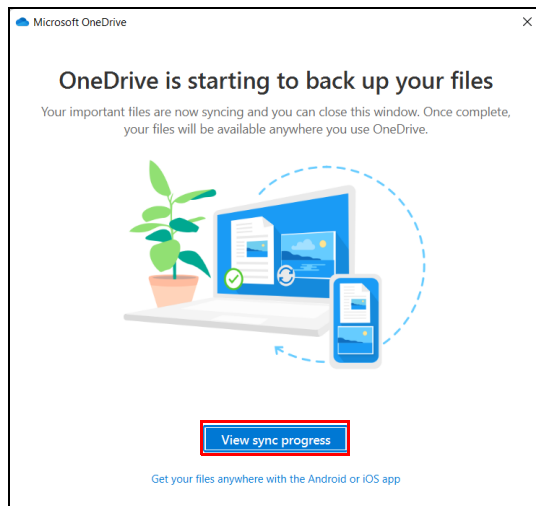 Microsoft OneDrive
OneDrive is starting to back up your files
Your important files are now syncing and you can close this window. Once complete,
your files will be available anywhere you use OneDrive.
View sync progress
Get your files anywhere with the Android or iOS app